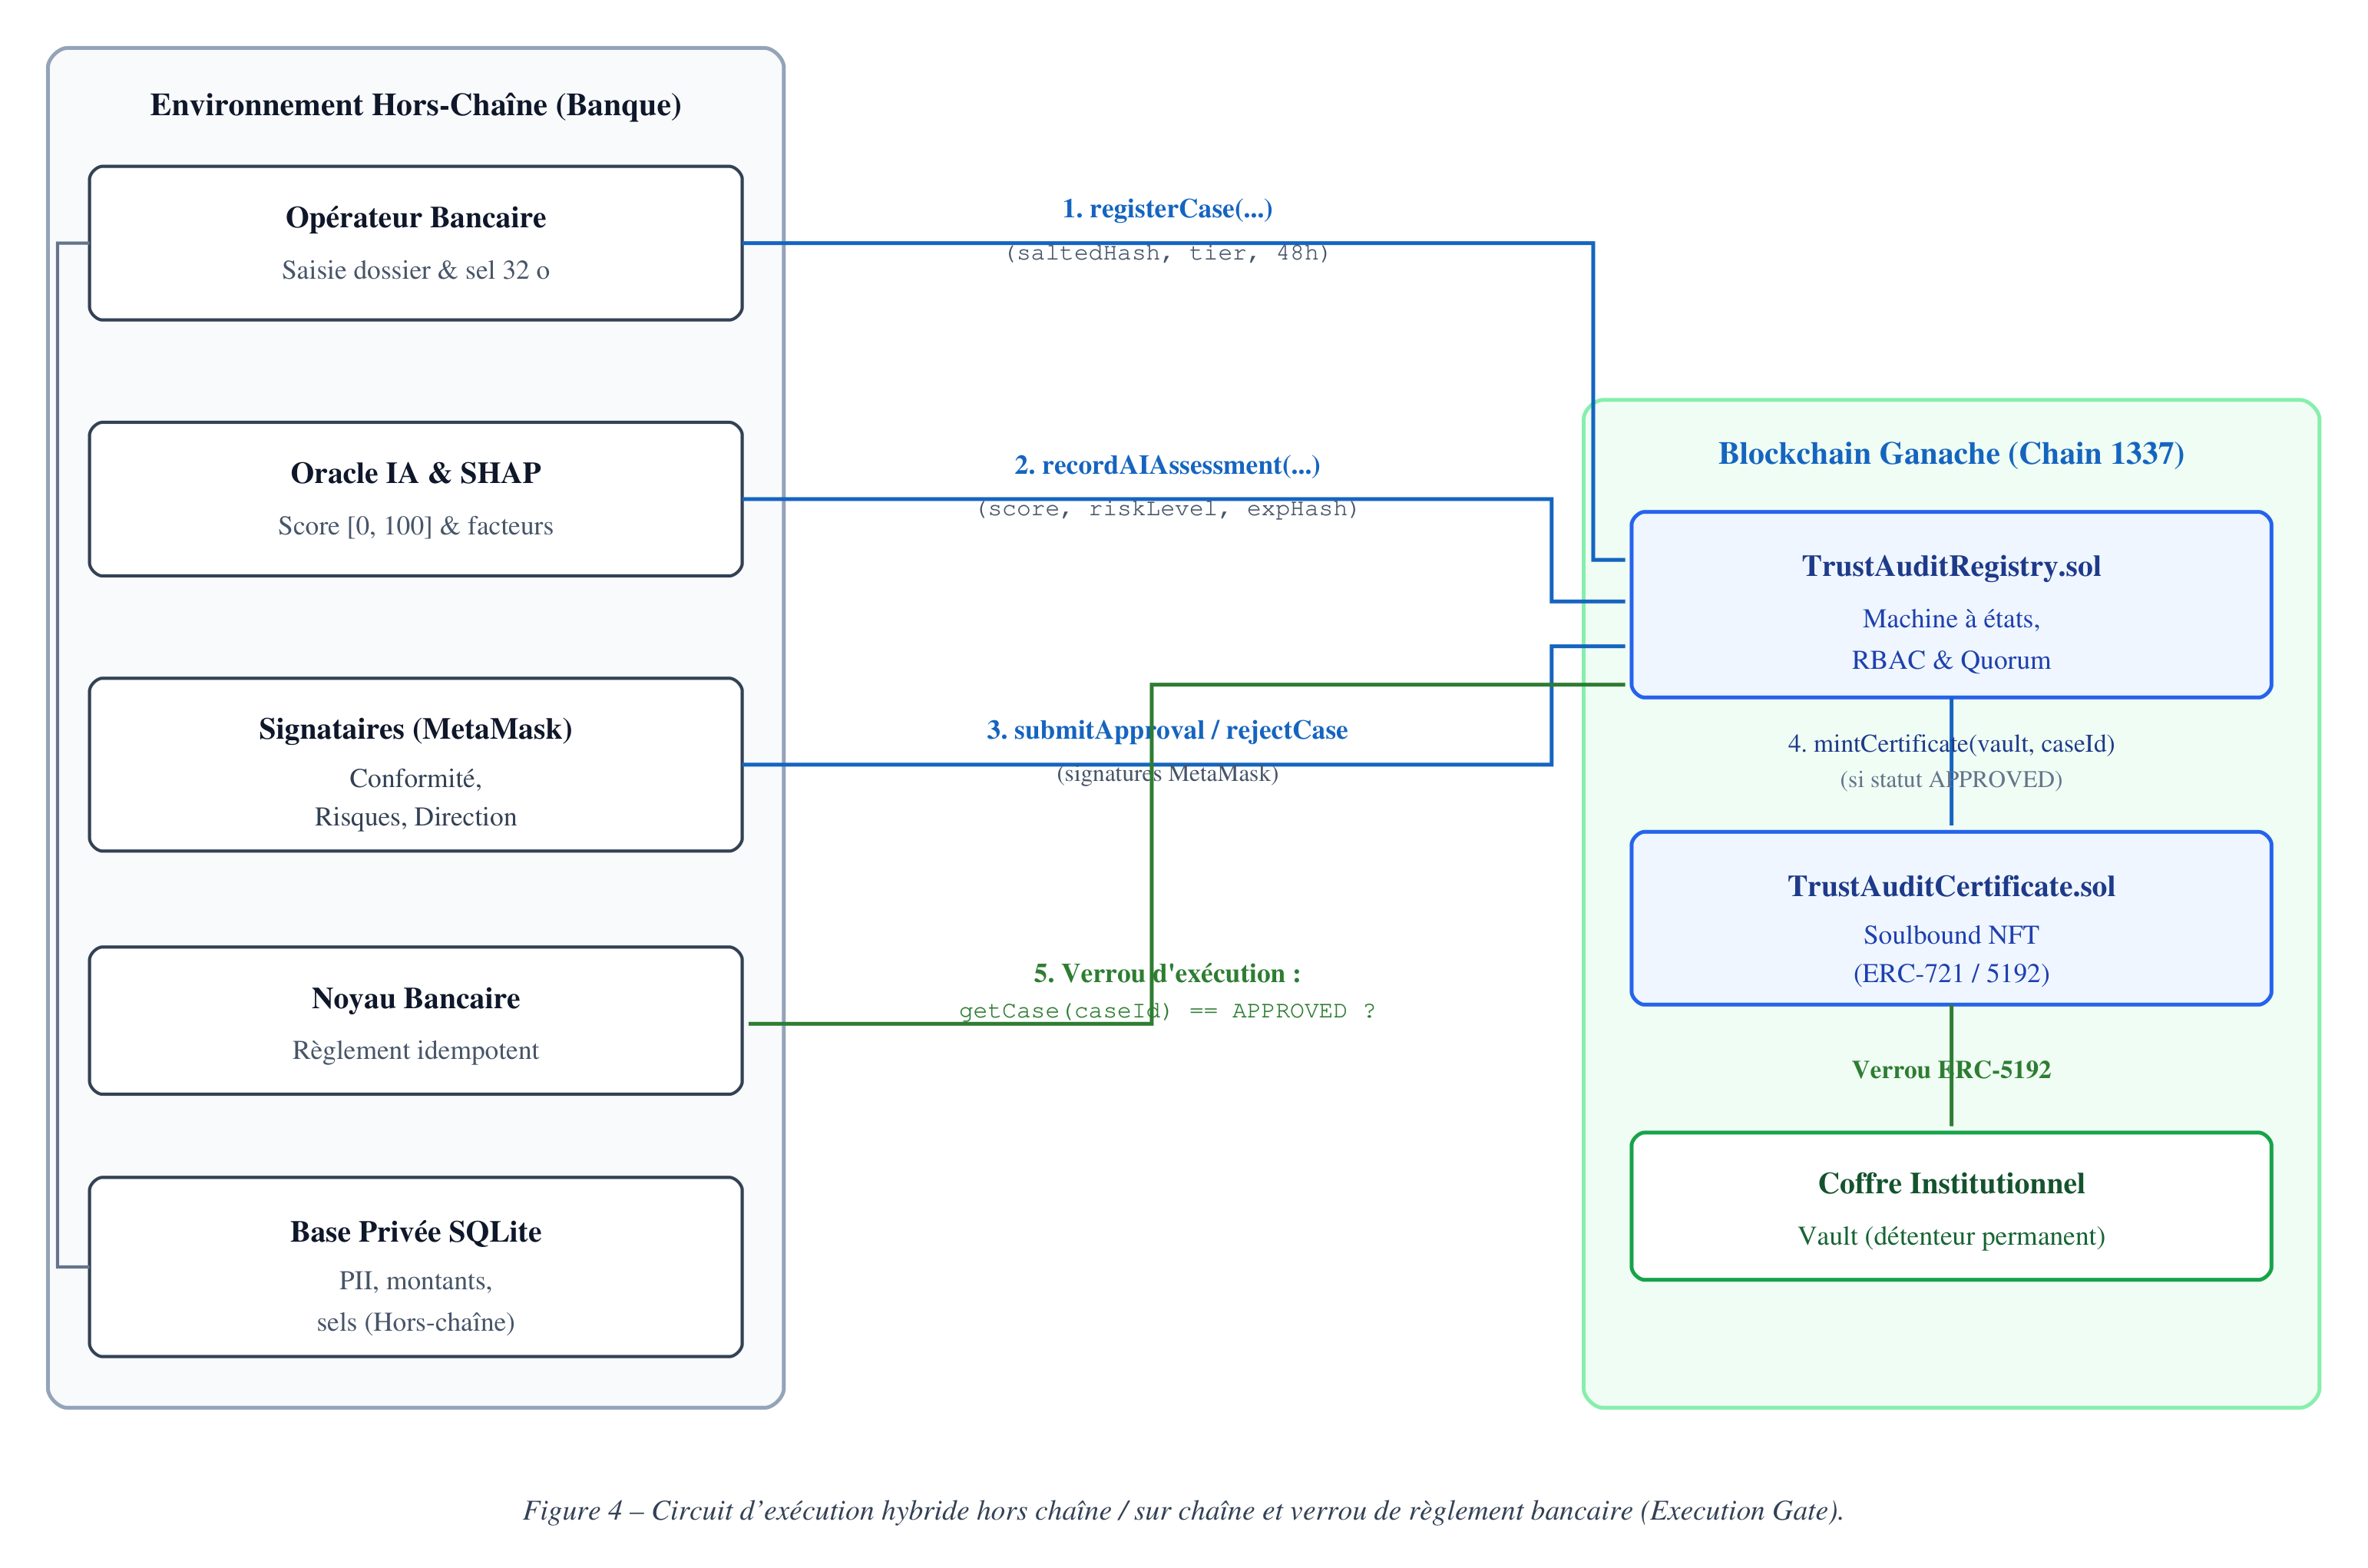 Environnement Hors-Chaîne (Banque)
Opérateur Bancaire
Saisie dossier & sel 32 o
Oracle IA & SHAP
Score [0, 100] & facteurs
Signataires (MetaMask)
Conformité,
Risques, Direction
Noyau Bancaire
Règlement idempotent
Base Privée SQLite
PII, montants,
sels (Hors-chaîne)
1. registerCase(...)
(saltedHash, tier, 48h)
2. recordAIAssessment(...)
(score, riskLevel, expHash)
3. submitApproval / rejectCase
(signatures MetaMask)
5. Verrou d'exécution :
getCase(caseId) == APPROVED ?
Blockchain Ganache (Chain 1337)
TrustAuditRegistry.sol
Machine à états,
RBAC & Quorum
4. mintCertificate(vault, caseId)
(si statut APPROVED)
TrustAuditCertificate.sol
Soulbound NFT
(ERC-721 / 5192)
Verrou ERC-5192
Coffre Institutionnel
Vault (détenteur permanent)
Figure 4 – Circuit d’exécution hybride hors chaîne / sur chaîne et verrou de règlement bancaire (Execution Gate).